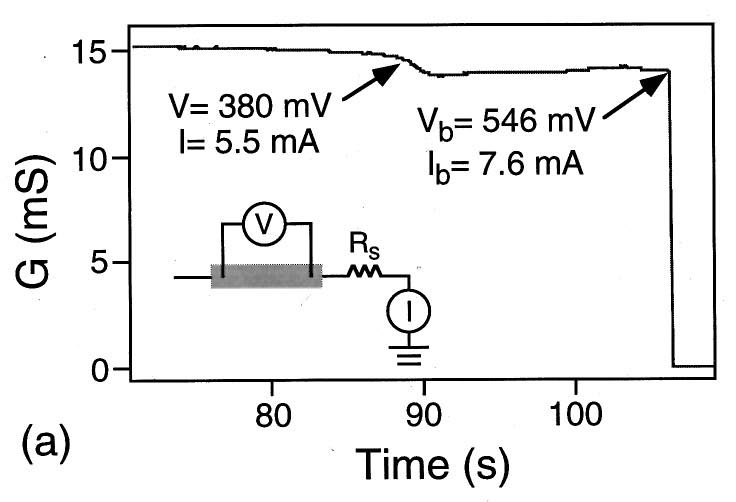 15
10
5
0
G (mS)
V= 380 mV
I= 5.5 mA
V_b= 546 mV
I_b= 7.6 mA
V
R_s
I
80
90
100
Time (s)
(a)